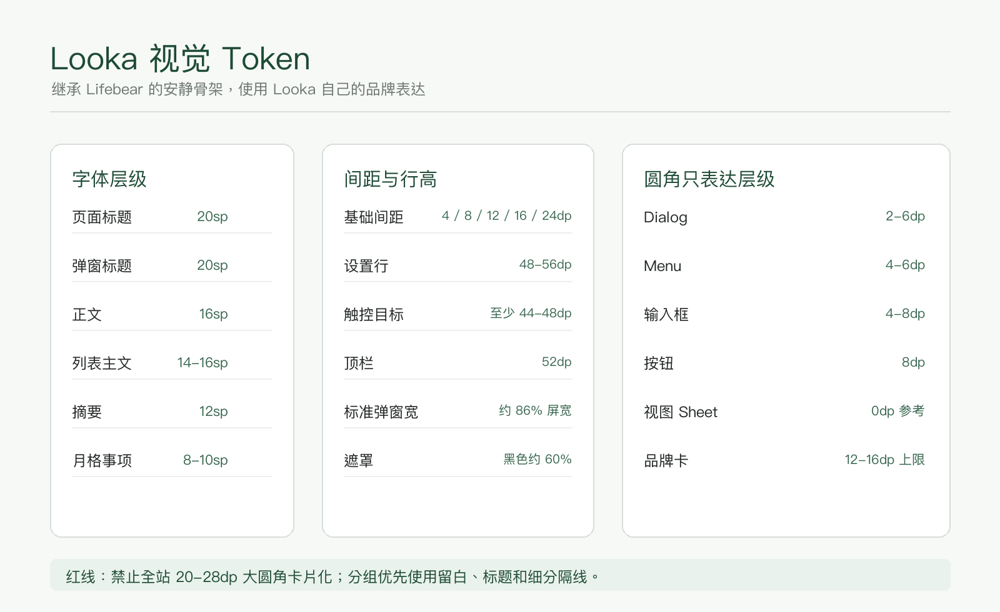 Looka 视觉 Token
继承 Lifebear 的安静骨架，使用 Looka 自己的品牌表达
字体层级
页面标题 20sp
弹窗标题 20sp
正文 16sp
列表主文 14–16sp
摘要 12sp
月格事项 8–10sp
间距与行高
基础间距 4 / 8 / 12 / 16 / 24dp
设置行 48–56dp
触控目标 至少 44–48dp
顶栏 52dp
标准弹窗宽 约 86% 屏宽
遮罩 黑色约 60%
圆角只表达层级
Dialog 2–6dp
Menu 4–6dp
输入框 4–8dp
按钮 8dp
视图 Sheet 0dp 参考
品牌卡 12–16dp 上限
红线：禁止全站 20–28dp 大圆角卡片化；分组优先使用留白、标题和细分隔线。